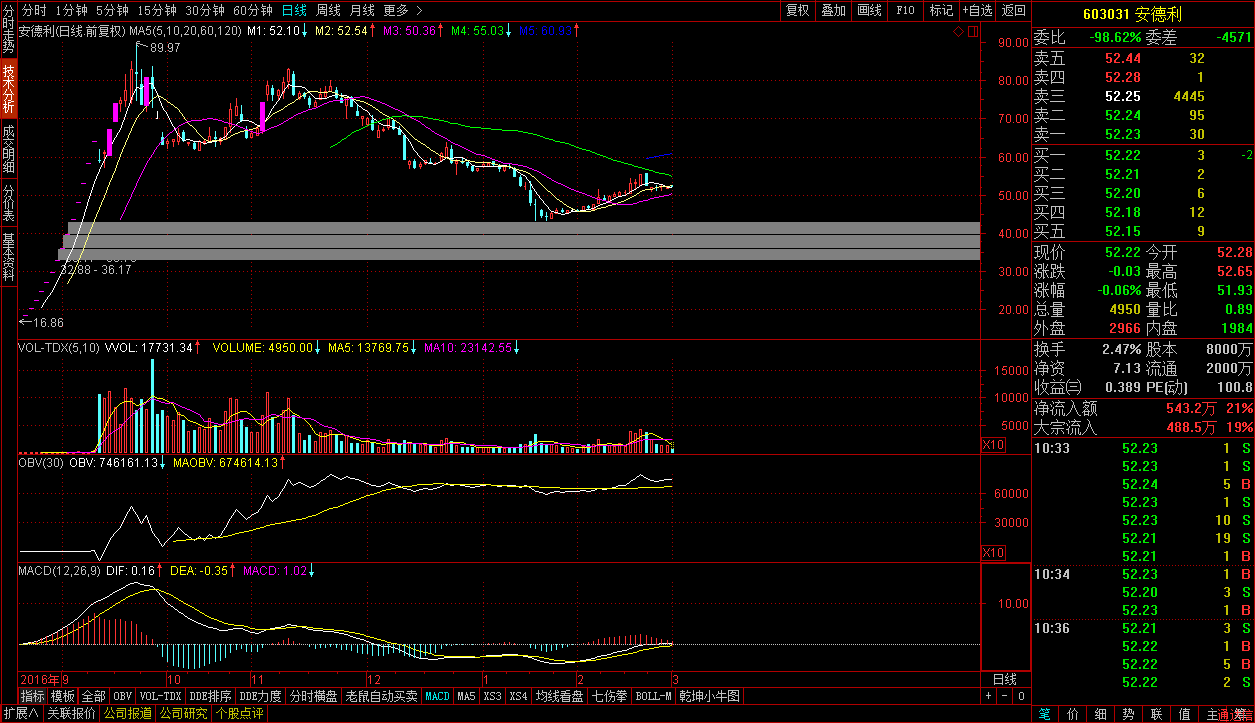 分时 1分钟 5分钟 15分钟 30分钟 60分钟 日线 周线 月线 更多 >
复权 叠加 画线 F10 标记 +自选 返回
603031 安德利
分时走势
技术分析
成交明细
分价表
基本资料
安德利(日线.前复权) MA5(5,10,20,60,120) M1: 52.10↓ M2: 52.54↑ M3: 50.36↑ M4: 55.03↓ M5: 60.93↑
89.97
32.88 - 36.17
←16.86
90.00
80.00
70.00
60.00
50.00
40.00
30.00
20.00
VOL-TDX(5,10) VVOL: 17731.34↑ VOLUME: 4950.00↓ MA5: 13769.75↓ MA10: 23142.55↓
15000
10000
5000
X10
OBV(30) OBV: 746161.13↓ MAOBV: 674614.13↑
60000
30000
X10
MACD(12,26,9) DIF: 0.16↑ DEA: -0.35↑ MACD: 1.02↓
10.00
2016年 9 10 11 12 1 2 3 日线
指标 模板 全部 OBV VOL-TDX DDE排序 DDE力度 分时横盘 老鼠自动买卖 MACD MA5 XS3 XS4 均线看盘 七伤拳 BOLL-M 乾坤小牛图 + - 0
扩展∧ 关联报价 公司报道 公司研究 个股点评
委比 -98.62% 委差 -4571
卖五 52.44 32
卖四 52.28 1
卖三 52.25 4445
卖二 52.24 95
卖一 52.23 30
买一 52.22 3 -2
买二 52.21 2
买三 52.20 6
买四 52.18 12
买五 52.15 9
现价 52.22 今开 52.28
涨跌 -0.03 最高 52.65
涨幅 -0.06% 最低 51.93
总量 4950 量比 0.89
外盘 2966 内盘 1984
换手 2.47% 股本 8000万
净资 7.13 流通 2000万
收益㈢ 0.389 PE(动) 100.8
净流入额 543.2万 21%
大宗流入 488.5万 19%
10:33 52.23 1 S
52.23 1 S
52.24 5 B
52.23 1 S
52.23 10 S
52.21 19 S
52.21 1 B
10:34 52.23 1 B
52.20 3 S
52.23 1 B
10:36 52.21 3 S
52.22 1 B
52.22 5 B
52.22 2 S
笔 价 细 势 联 值 主